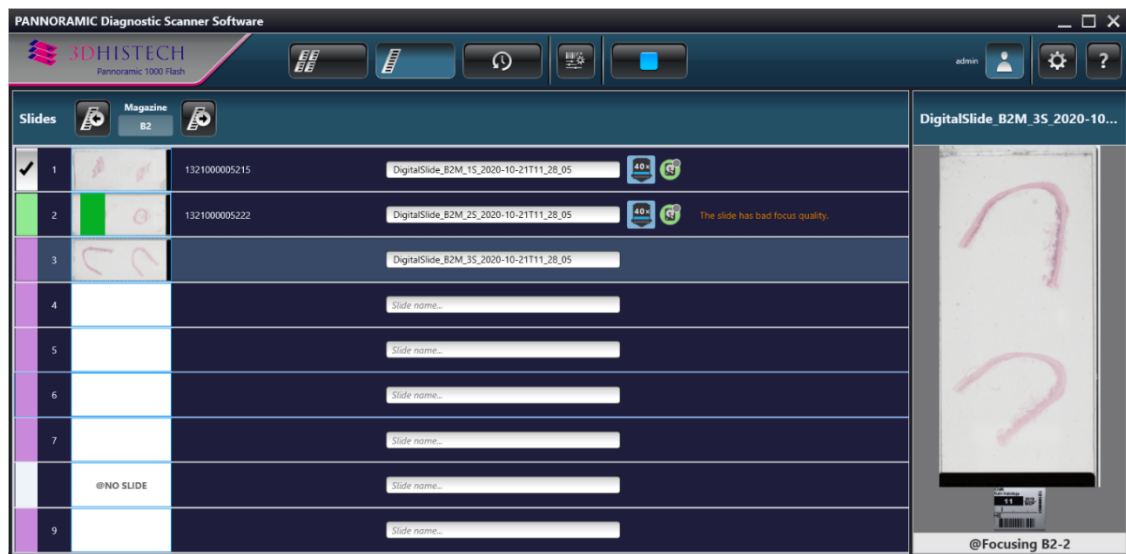 PANNORAMIC Diagnostic Scanner Software
3DHISTECH
Pannoramic 1000 Flash
admin
?
Slides
Magazine
B2
DigitalSlide_B2M_3S_2020-10...
1 1321000005215 DigitalSlide_B2M_1S_2020-10-21T11_28_05 40x
2 1321000005222 DigitalSlide_B2M_2S_2020-10-21T11_28_05 40x The slide has bad focus quality.
3 DigitalSlide_B2M_3S_2020-10-21T11_28_05
4 Slide name...
5 Slide name...
6 Slide name...
7 Slide name...
@NO SLIDE Slide name...
9 Slide name...
11
@Focusing B2-2